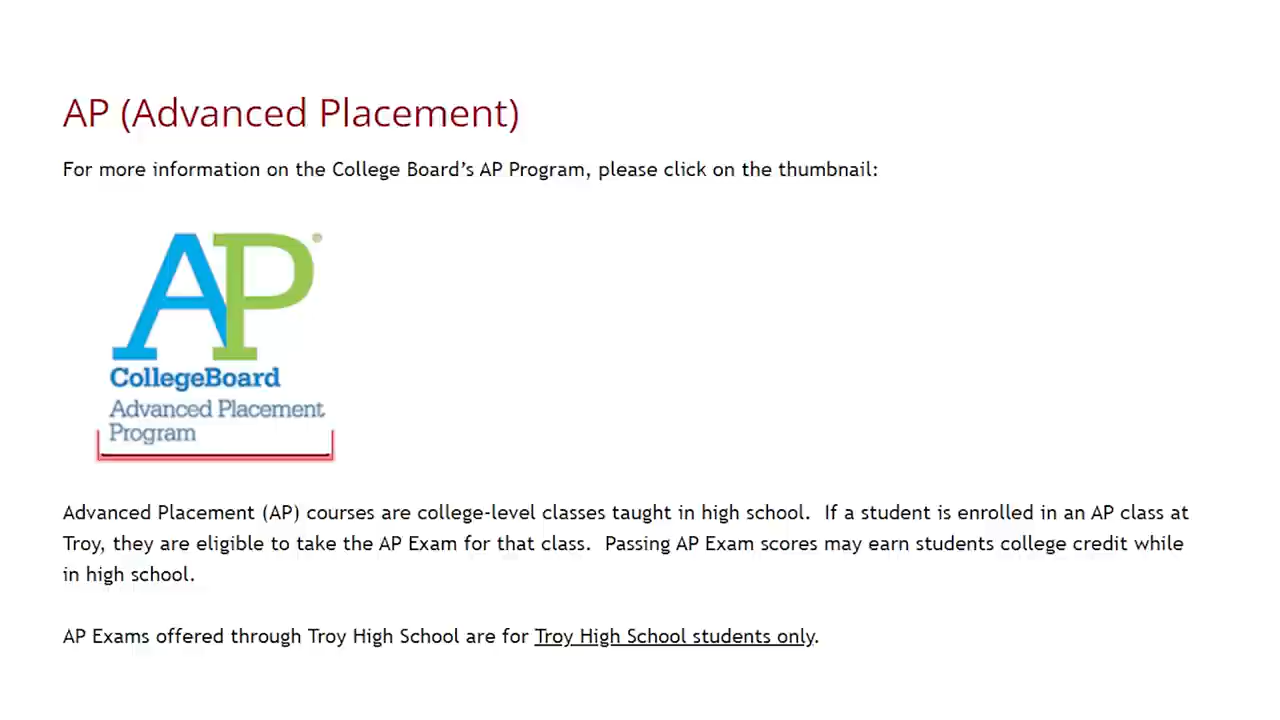 AP (Advanced Placement)
For more information on the College Board’s AP Program, please click on the thumbnail:
AP
CollegeBoard
Advanced Placement
Program
Advanced Placement (AP) courses are college-level classes taught in high school.  If a student is enrolled in an AP class at
Troy, they are eligible to take the AP Exam for that class.  Passing AP Exam scores may earn students college credit while
in high school.
AP Exams offered through Troy High School are for Troy High School students only.